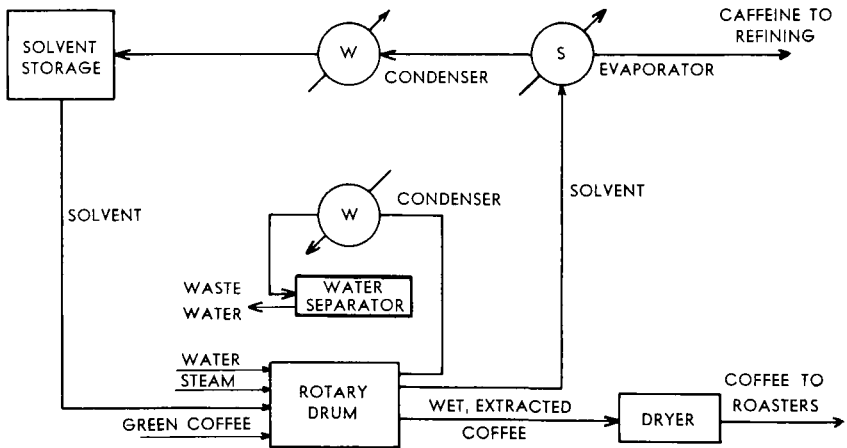 CAFFEINE TO
REFINING
SOLVENT
STORAGE
W
S
CONDENSER
EVAPORATOR
CONDENSER
SOLVENT
SOLVENT
W
WASTE
WATER
WATER
SEPARATOR
WATER
STEAM
GREEN COFFEE
ROTARY
DRUM
WET, EXTRACTED
COFFEE
DRYER
COFFEE TO
ROASTERS